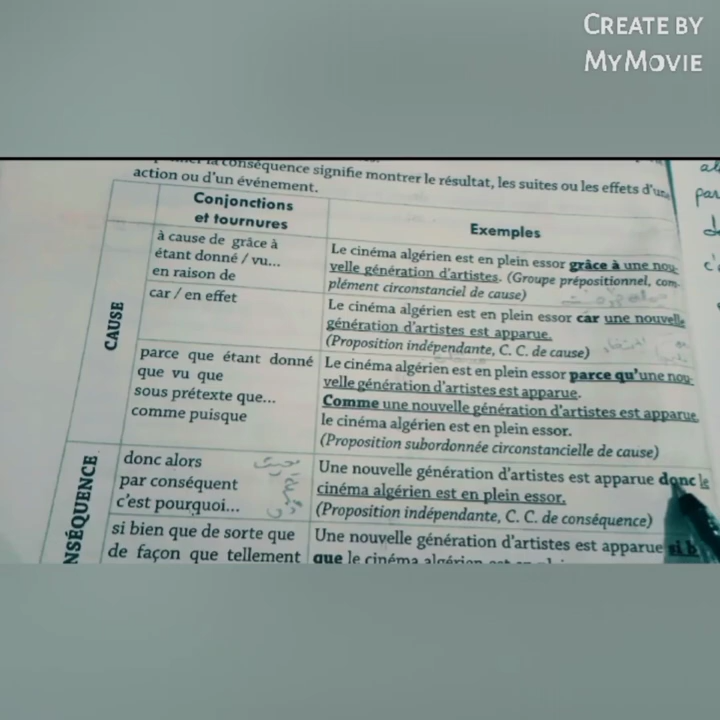 CREATE BY
MYMOVIE
la conséquence signifie montrer le résultat, les suites ou les effets d'une
action ou d'un événement.
Conjonctions
et tournures
Exemples
CAUSE
à cause de grâce à
étant donné / vu...
en raison de
Le cinéma algérien est en plein essor grâce à une nou-
velle génération d'artistes. (Groupe prépositionnel, com-
plément circonstanciel de cause)
car / en effet
Le cinéma algérien est en plein essor car une nouvelle
génération d'artistes est apparue.
(Proposition indépendante, C. C. de cause)
parce que étant donné
que vu que
sous prétexte que...
comme puisque
Le cinéma algérien est en plein essor parce qu'une nou-
velle génération d'artistes est apparue.
Comme une nouvelle génération d'artistes est apparue,
le cinéma algérien est en plein essor.
(Proposition subordonnée circonstancielle de cause)
NSÉQUENCE
donc alors
par conséquent
c'est pourquoi...
Une nouvelle génération d'artistes est apparue donc le
cinéma algérien est en plein essor.
(Proposition indépendante, C. C. de conséquence)
si bien que de sorte que
de façon que tellement
Une nouvelle génération d'artistes est apparue si b
que le cinéma algérien est en
par